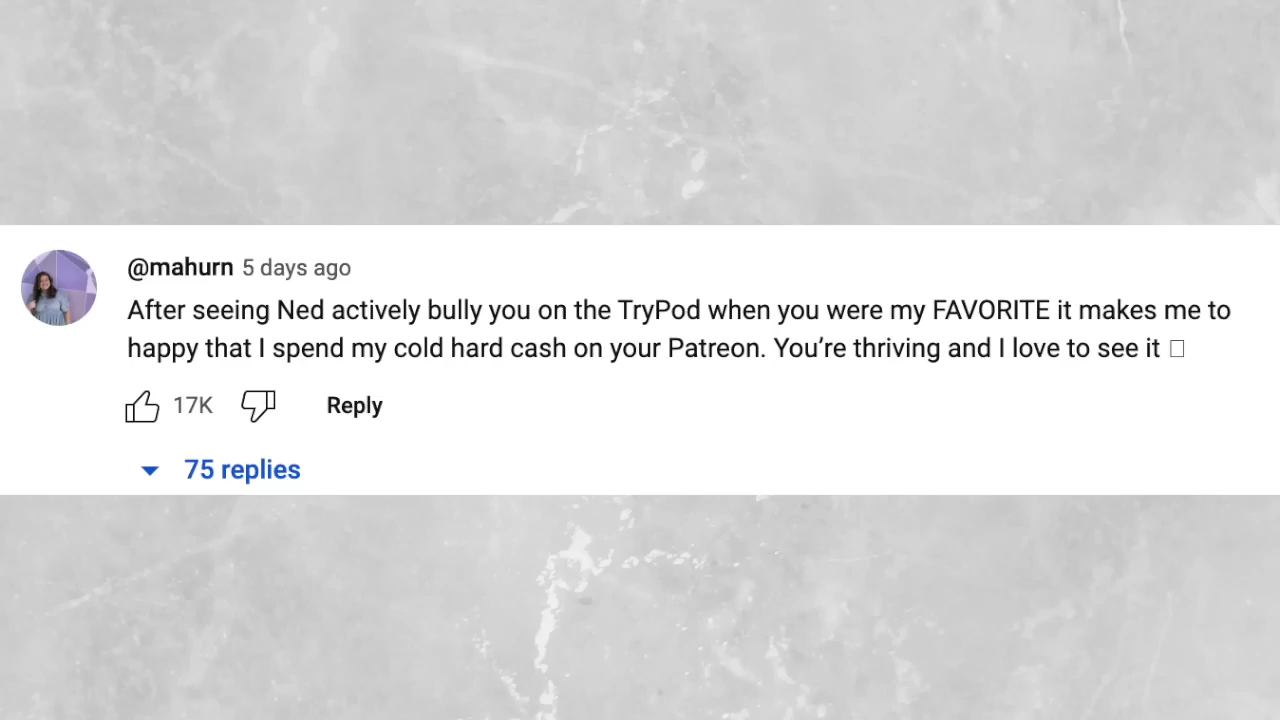 @mahurn 5 days ago
After seeing Ned actively bully you on the TryPod when you were my FAVORITE it makes me to
happy that I spend my cold hard cash on your Patreon. You’re thriving and I love to see it □
17K Reply
75 replies